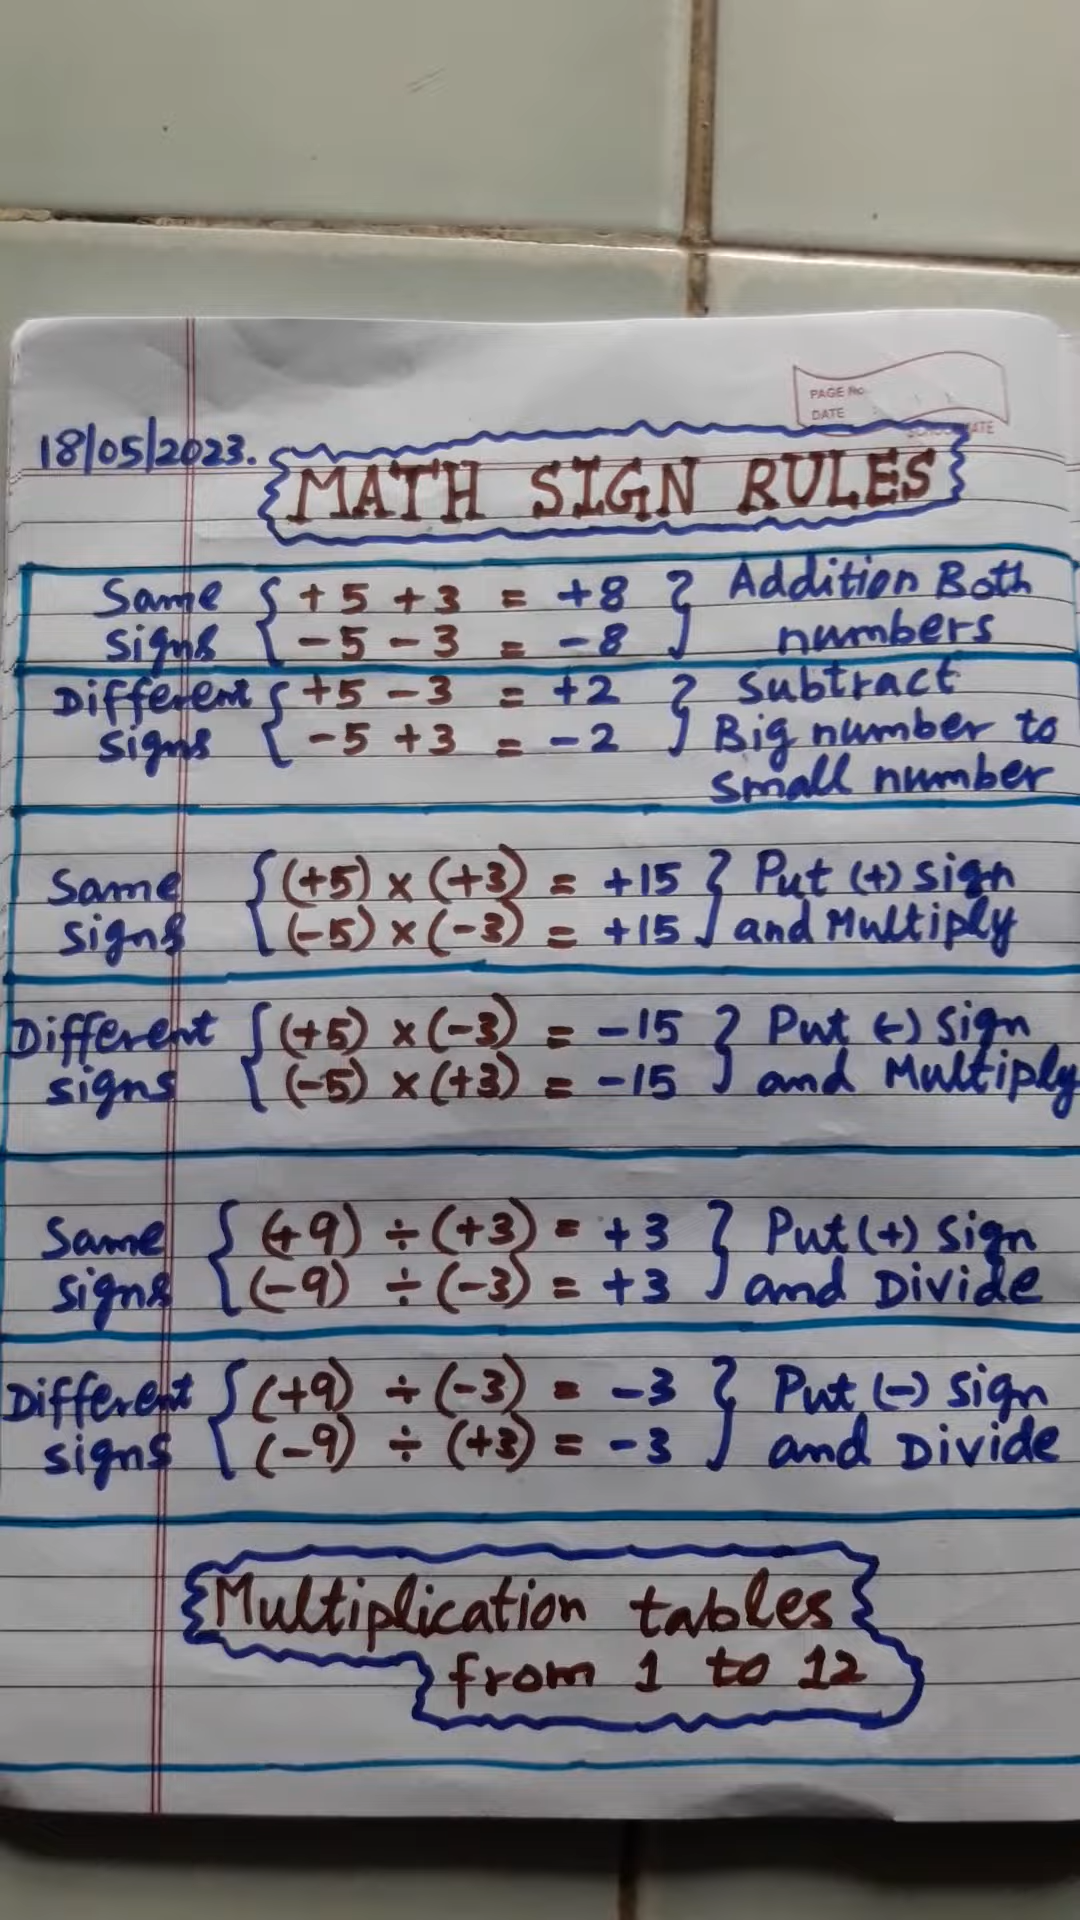 PAGE No.
DATE
18/05/2023.
MATH SIGN RULES
Same signs { +5 +3 = +8 } Addition Both
-5 -3 = -8 numbers
Different signs { +5 -3 = +2 } Subtract
-5 +3 = -2 Big number to
small number
Same { (+5) × (+3) = +15 } Put (+) sign
signs (-5) × (-3) = +15 and Multiply
Different { (+5) × (-3) = -15 } Put (-) sign
signs (-5) × (+3) = -15 and Multiply
Same { (+9) ÷ (+3) = +3 } Put (+) sign
signs (-9) ÷ (-3) = +3 and Divide
Different { (+9) ÷ (-3) = -3 } Put (-) sign
signs (-9) ÷ (+3) = -3 and Divide
Multiplication tables
from 1 to 12